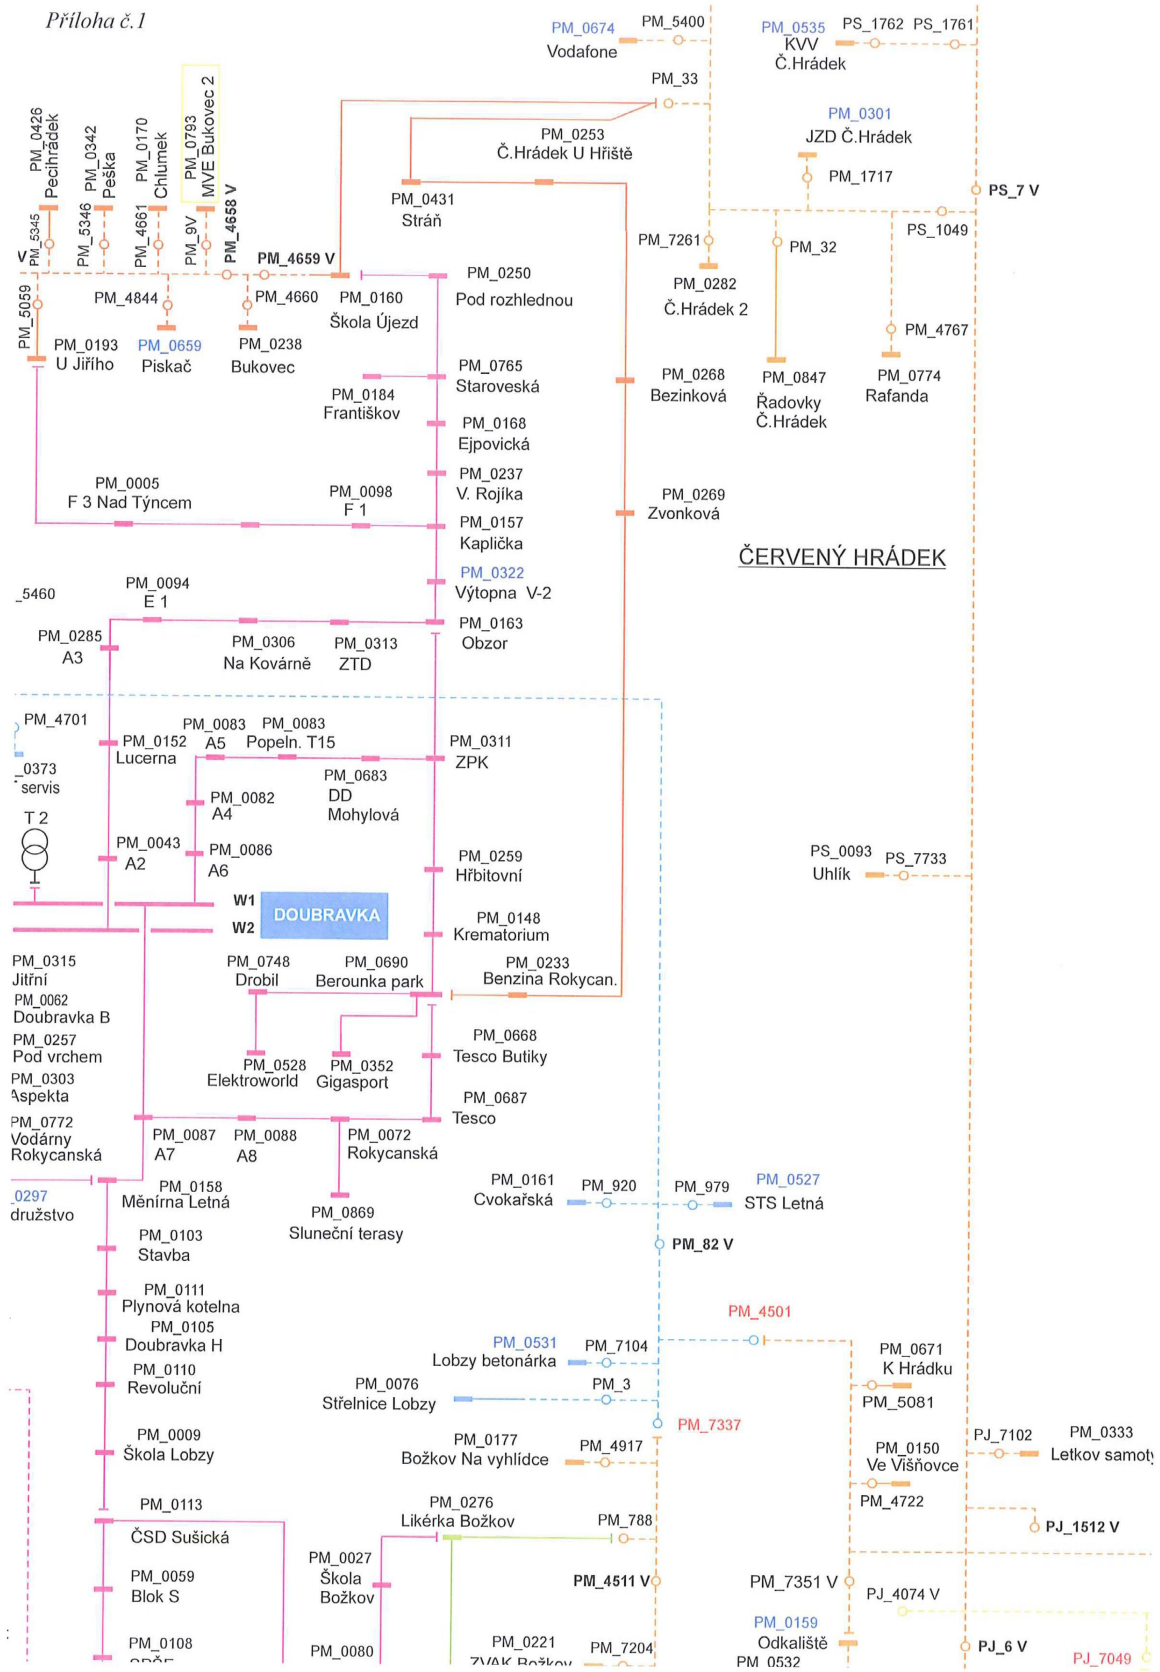 Příloha č.1
PM_0674
Vodafone
PM_5400
PM_0535
KVV
Č.Hrádek
PS_1762
PS_1761
PM_33
PM_0426
Pecihrádek
PM_0342
Peška
PM_0170
Chlumek
PM_0793
MVE Bukovec 2
PM_0253
Č.Hrádek U Hřiště
PM_0301
JZD Č.Hrádek
PM_1717
PM_0431
Stráň
PS_7 V
PS_1049
V
PM_5345
PM_5346
PM_4661
PM_9V
PM_4658 V
PM_4659 V
PM_7261
PM_32
PM_0282
Č.Hrádek 2
PM_5059
PM_4844
PM_4660
PM_0160
Škola Újezd
PM_0250
Pod rozhlednou
PM_0193
U Jiřího
PM_0659
Piskač
PM_0238
Bukovec
PM_4767
PM_0765
Staroveská
PM_0184
Františkov
PM_0268
Bezinková
PM_0847
Řadovky
Č.Hrádek
PM_0774
Rafanda
PM_0168
Ejpovická
PM_0237
V. Rojíka
PM_0005
F 3 Nad Týncem
PM_0098
F 1
PM_0157
Kaplička
PM_0269
Zvonková
ČERVENÝ HRÁDEK
PM_0322
Výtopna V-2
_5460
PM_0094
E 1
PM_0163
Obzor
PM_0285
A3
PM_0306
Na Kovárně
PM_0313
ZTD
PM_4701
PM_0083
A5
PM_0083
Popeln. T15
PM_0152
Lucerna
PM_0311
ZPK
_0373
servis
PM_0683
DD
Mohylová
PM_0082
A4
T 2
PM_0043
A2
PM_0086
A6
PM_0259
Hřbitovní
PS_0093
Uhlík
PS_7733
W1
W2
DOUBRAVKA
PM_0148
Krematorium
PM_0315
Jitřní
PM_0062
Doubravka B
PM_0257
Pod vrchem
PM_0303
Aspekta
PM_0772
Vodárny
Rokycanská
PM_0748
Drobil
PM_0690
Berounka park
PM_0233
Benzina Rokycan.
PM_0528
Elektroworld
PM_0352
Gigasport
PM_0668
Tesco Butiky
PM_0687
Tesco
PM_0087
A7
PM_0088
A8
PM_0072
Rokycanská
_0297
družstvo
PM_0158
Měnírna Letná
PM_0869
Sluneční terasy
PM_0161
Cvokařská
PM_920
PM_979
PM_0527
STS Letná
PM_0103
Stavba
PM_82 V
PM_0111
Plynová kotelna
PM_4501
PM_0105
Doubravka H
PM_0531
Lobzy betonárka
PM_7104
PM_0671
K Hrádku
PM_5081
PM_0110
Revoluční
PM_0076
Střelnice Lobzy
PM_3
PM_7337
PM_0009
Škola Lobzy
PM_0177
Božkov Na vyhlídce
PM_4917
PM_0150
Ve Višňovce
PM_4722
PJ_7102
PM_0333
Letkov samoty
PM_0113
ČSD Sušická
PM_0276
Likérka Božkov
PM_788
PJ_1512 V
PM_0059
Blok S
PM_0027
Škola
Božkov
PM_4511 V
PM_7351 V
PJ_4074 V
PM_0159
Odkaliště
PM_0532
PM_0108
PM_0080
PM_0221
ZVAK Božkov
PM_7204
PJ_6 V
PJ_7049